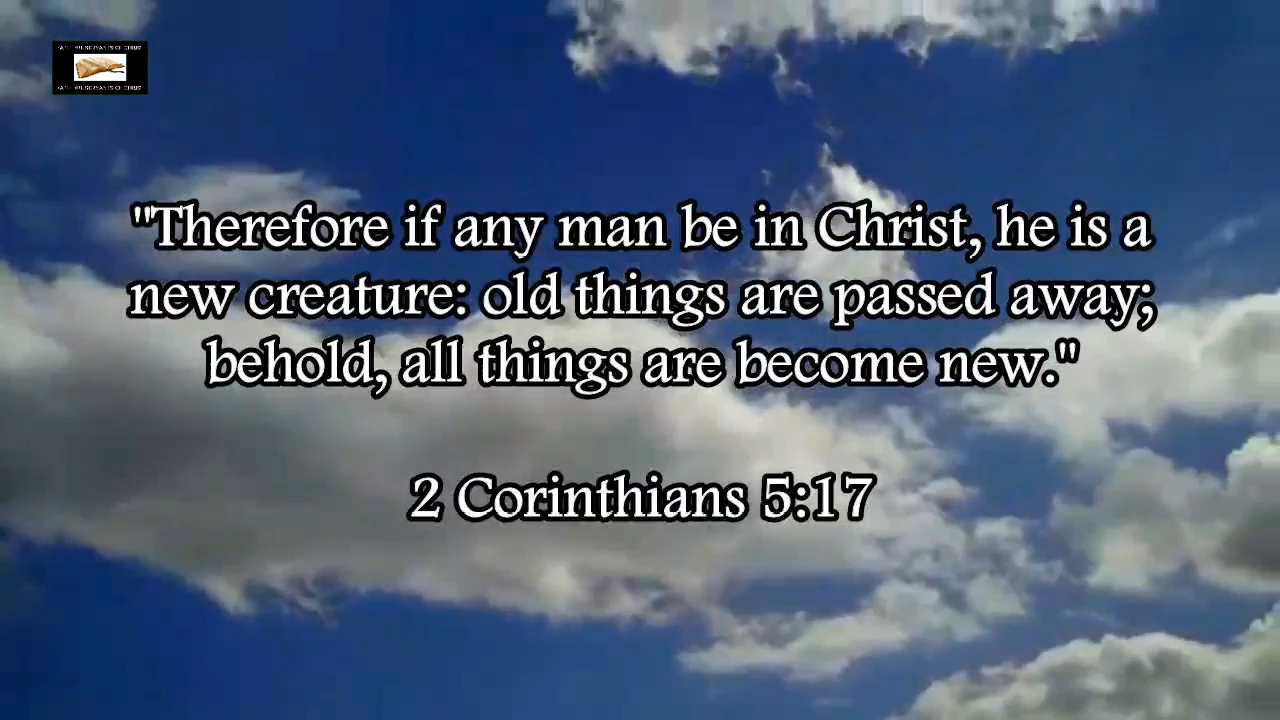 "Therefore if any man be in Christ, he is a
new creature: old things are passed away;
behold, all things are become new."
2 Corinthians 5:17